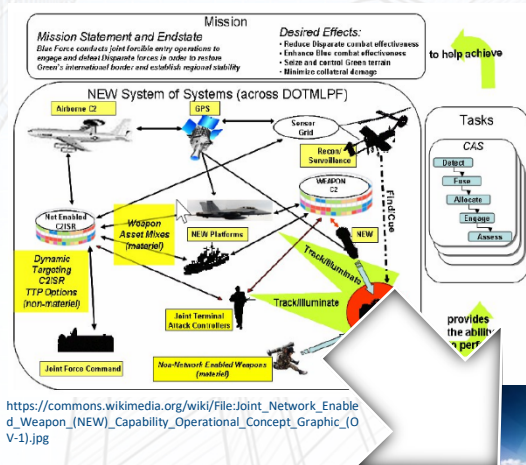 Mission
Mission Statement and Endstate
Blue Force conducts joint forcible entry operations to
engage and defeat Disparate forces in order to restore
Green's international border and establish regional stability
Desired Effects:
• Reduce Disparate combat effectiveness
• Enhance Blue combat effectiveness
• Seize and control Green terrain
• Minimize collateral damage
to help achieve
NEW System of Systems (across DOTMLPF)
Airborne C2
GPS
Sensor
Grid
Recon/
Surveillance
Tasks
CAS
Detect
Fuse
Allocate
Engage
Assess
WEAPON
C2
Net Enabled
C2ISR
Weapon
Asset Mixes
(materiel)
NEW Platforms
NEW
Find/Cue
Dynamic
Targeting
C2ISR
TTP Options
(non-materiel)
Track/Illuminate
Track/Illuminate
Joint Terminal
Attack Controllers
Joint Force Command
Non-Network Enabled Weapons
(materiel)
provides
the ability
https://commons.wikimedia.org/wiki/File:Joint_Network_Enable
d_Weapon_(NEW)_Capability_Operational_Concept_Graphic_(O
V-1).jpg